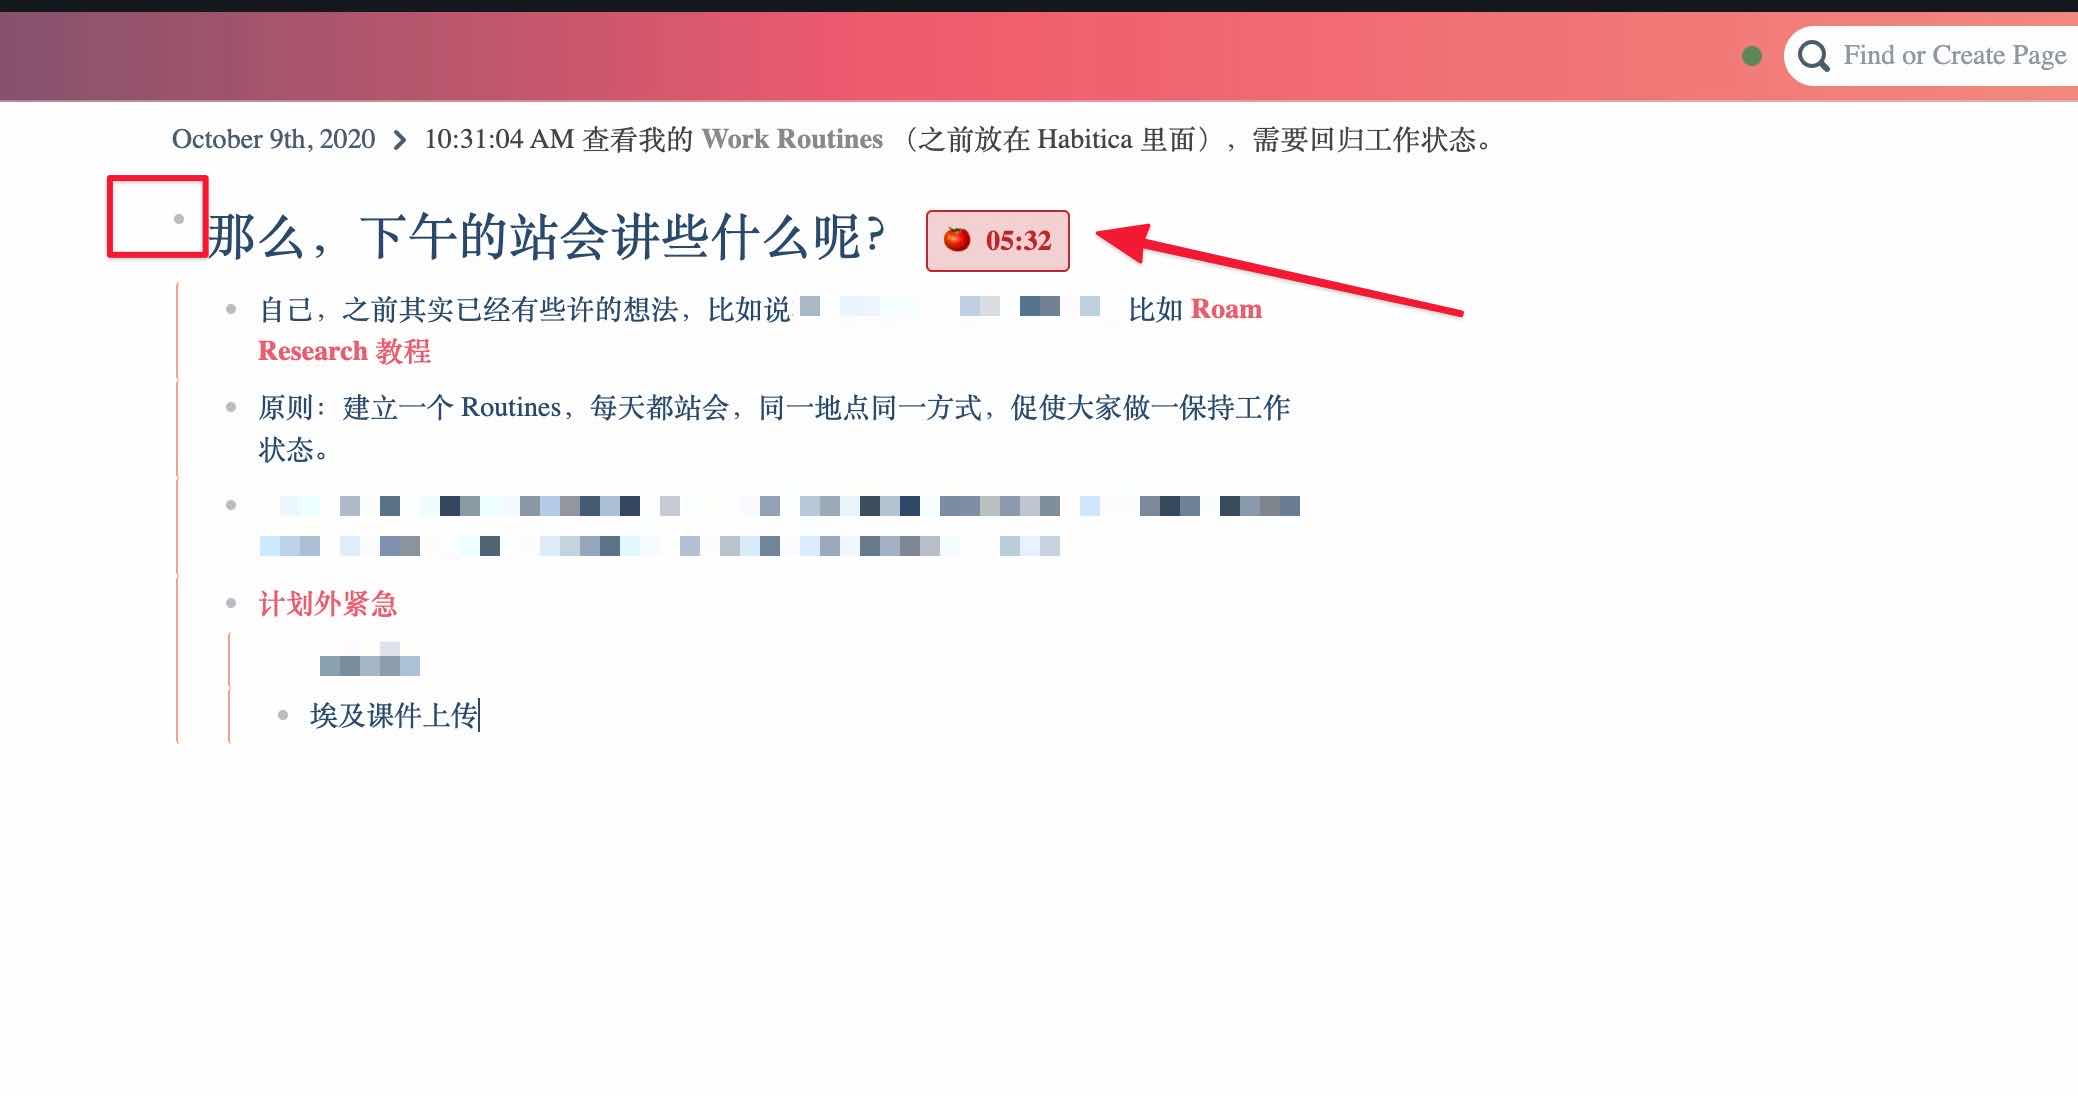 Find or Create Page
October 9th, 2020 > 10:31:04 AM 查看我的 Work Routines （之前放在 Habitica 里面），需要回归工作状态。
那么，下午的站会讲些什么呢？ 05:32
自己，之前其实已经有些许的想法，比如说 比如 Roam
Research 教程
原则：建立一个 Routines，每天都站会，同一地点同一方式，促使大家做一保持工作
状态。
计划外紧急
埃及课件上传